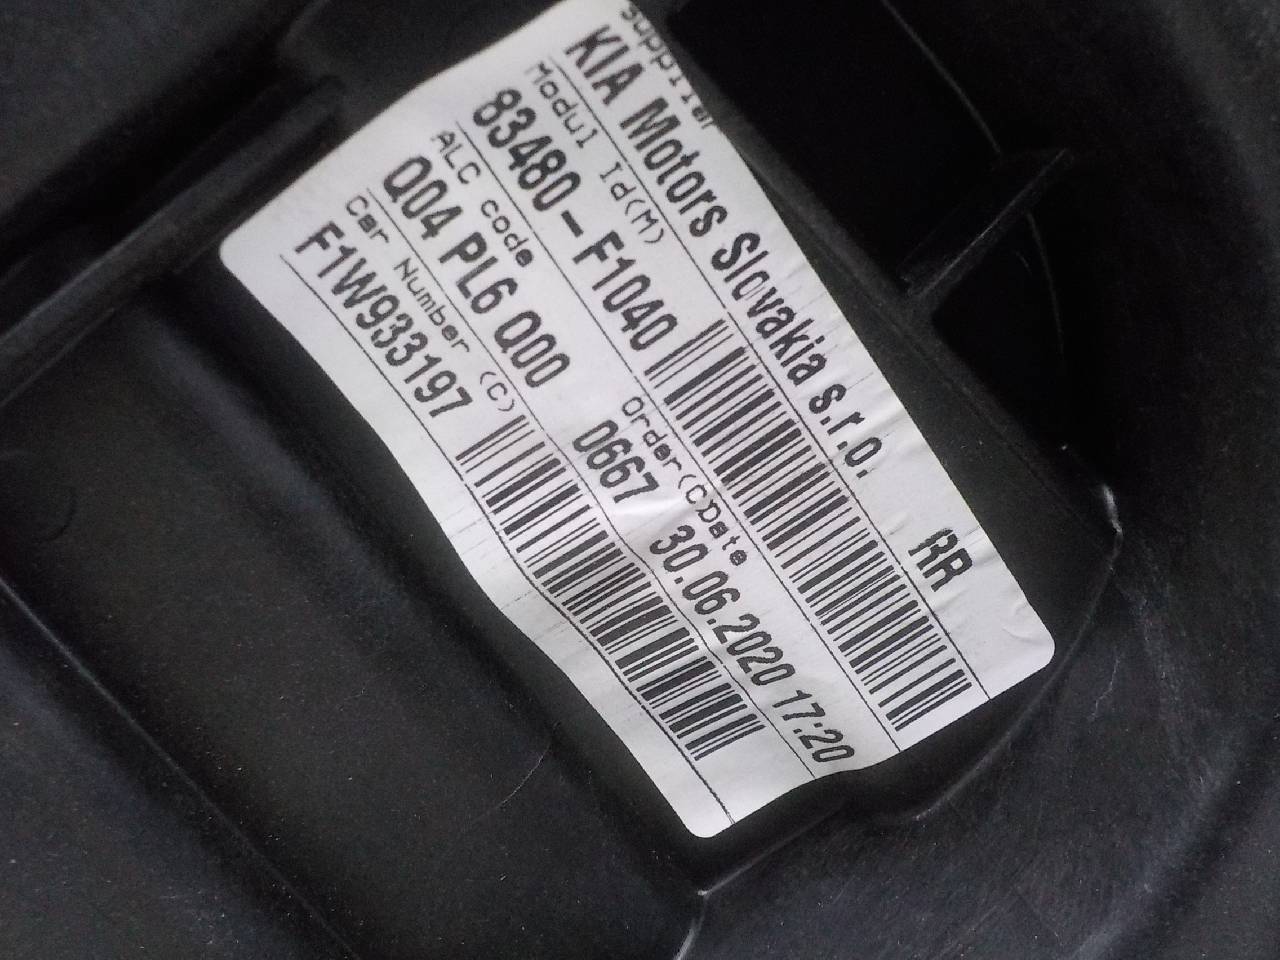 Supplier
KIA Motors Slovakia s.r.o. RR
Modul Id(M)
83480-F1040
ALC code Order(C)Date
Q04 PL6 Q00 0667 30.06.2020 17:20
Car Number (C)
F1W933197